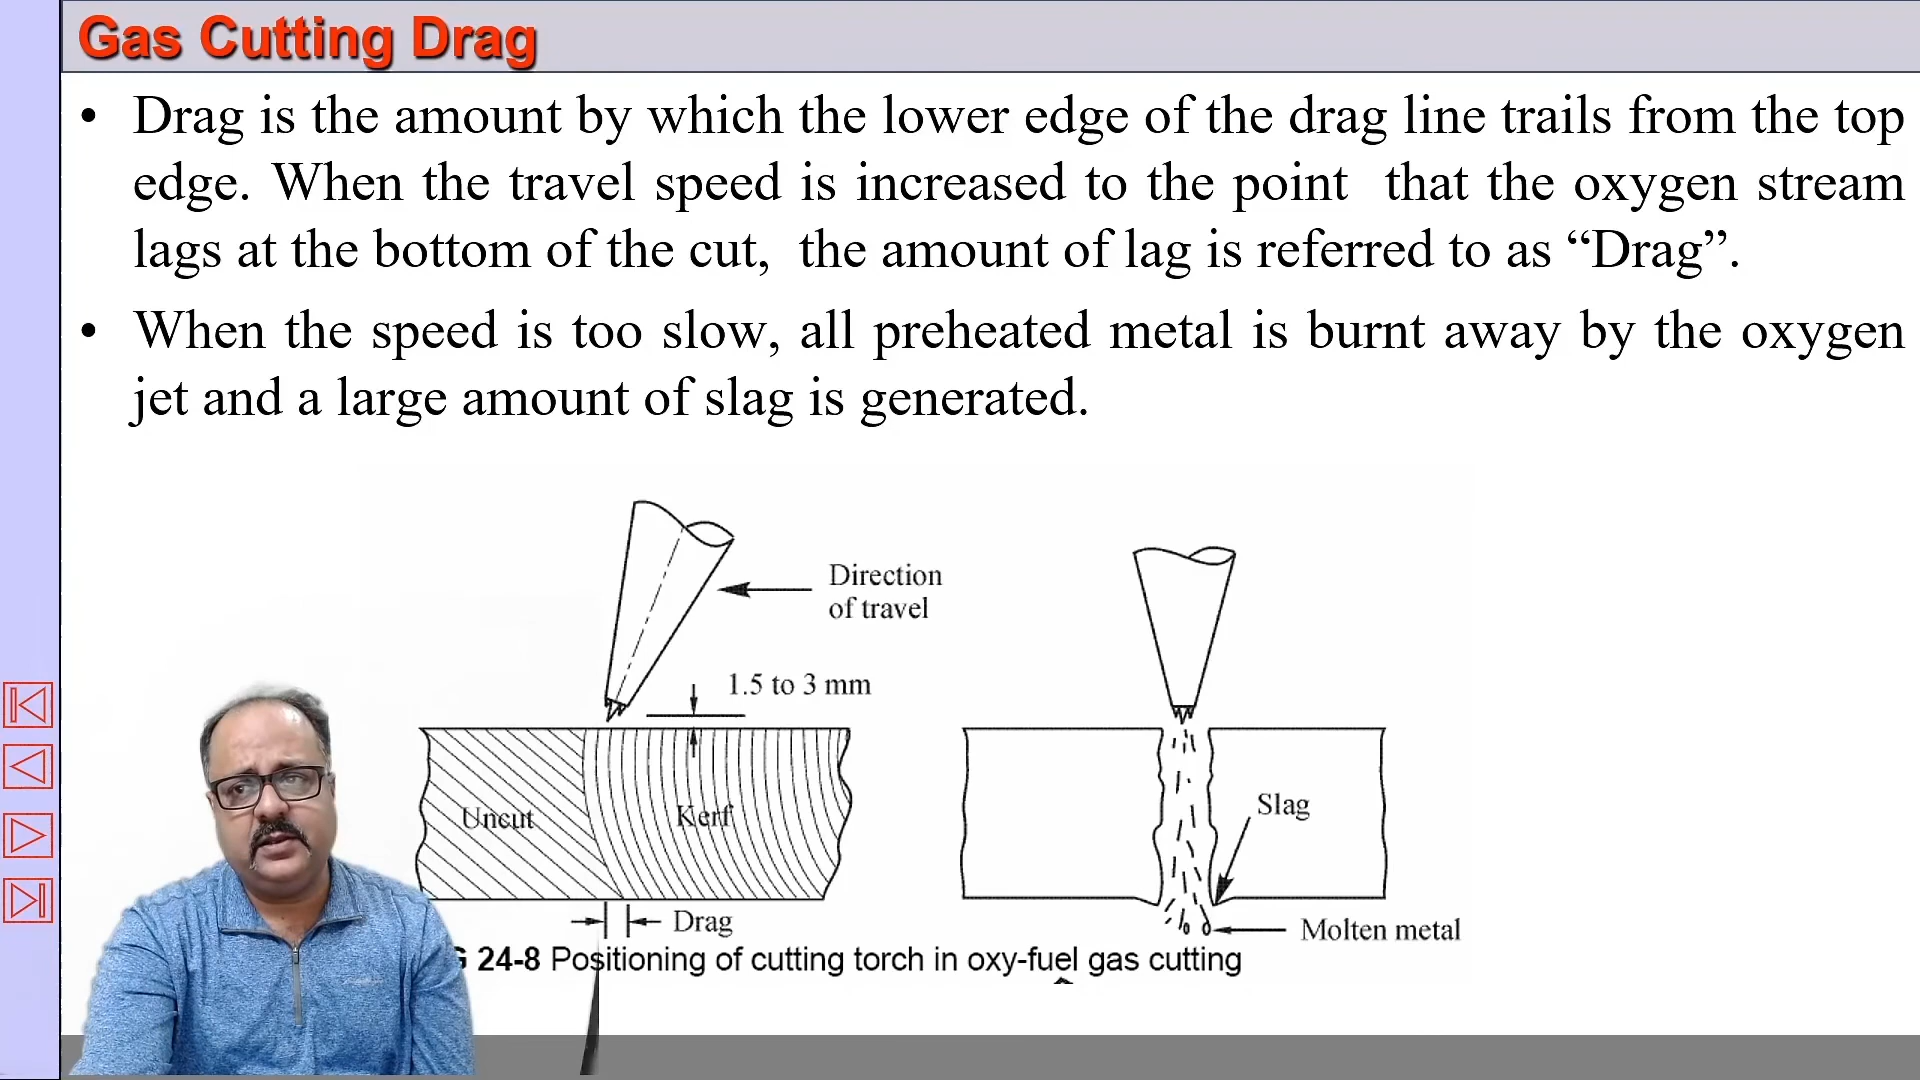 Gas Cutting Drag
• Drag is the amount by which the lower edge of the drag line trails from the top
edge. When the travel speed is increased to the point that the oxygen stream
lags at the bottom of the cut, the amount of lag is referred to as “Drag”.
• When the speed is too slow, all preheated metal is burnt away by the oxygen
jet and a large amount of slag is generated.
Direction
of travel
1.5 to 3 mm
Uncut
Kerf
Slag
Drag
Molten metal
24-8 Positioning of cutting torch in oxy-fuel gas cutting